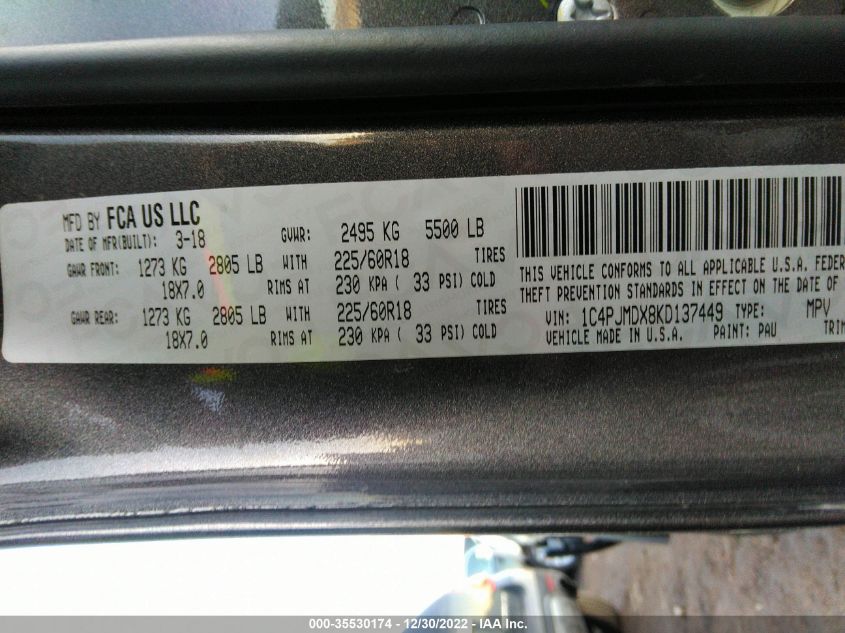 MFD BY FCA US LLC
DATE OF MFR(BUILT): 3-18
GVWR: 2495 KG 5500 LB
GAWR FRONT: 1273 KG 2805 LB WITH 225/60R18 TIRES
18X7.0 RIMS AT 230 KPA ( 33 PSI) COLD
GAWR REAR: 1273 KG 2805 LB WITH 225/60R18 TIRES
18X7.0 RIMS AT 230 KPA ( 33 PSI) COLD
THIS VEHICLE CONFORMS TO ALL APPLICABLE U.S.A. FEDER
THEFT PREVENTION STANDARDS IN EFFECT ON THE DATE OF
VIN: 1C4PJMDX8KD137449 TYPE: MPV
VEHICLE MADE IN U.S.A. PAINT: PAU TRIM
000-35530174 - 12/30/2022 - IAA Inc.